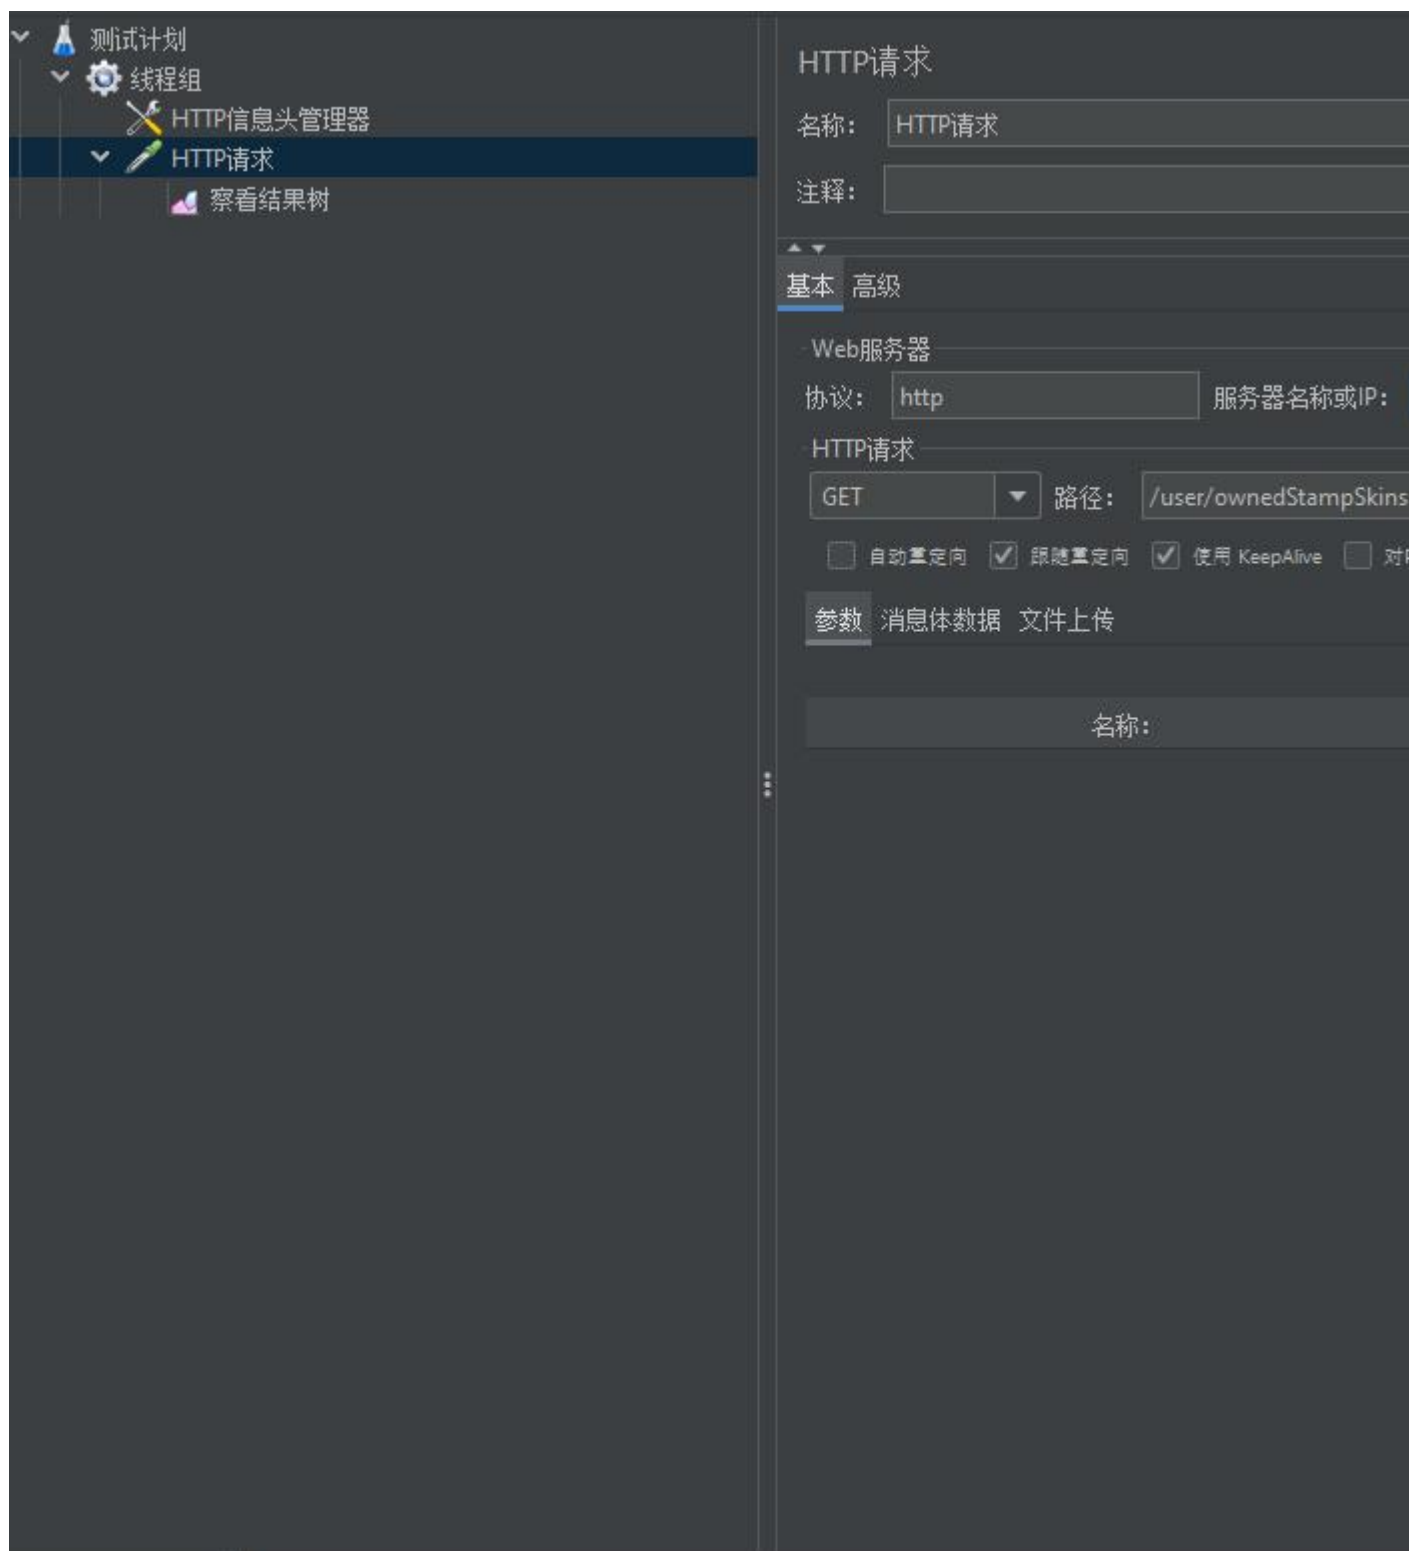 测试计划
线程组
HTTP信息头管理器
HTTP请求
察看结果树
HTTP请求
名称： HTTP请求
注释：
基本 高级
Web服务器
协议： http 服务器名称或IP：
HTTP请求
GET 路径： /user/ownedStampSkins
自动重定向 跟随重定向 使用 KeepAlive 对
参数 消息体数据 文件上传
名称：